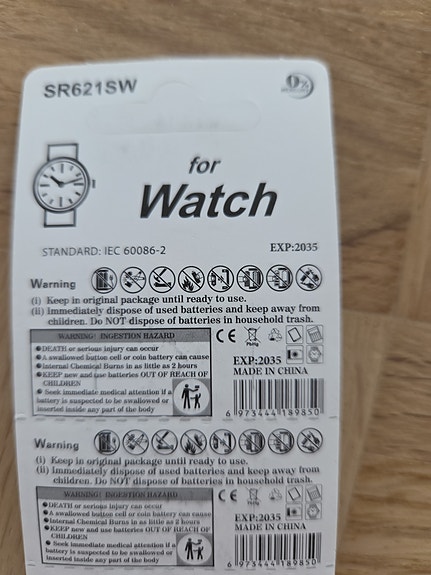 SR621SW
0%
for
Watch
STANDARD: IEC 60086-2
EXP:2035
Warning
(i) Keep in original package until ready to use.
(ii) Immediately dispose of used batteries and keep away from
children. Do NOT dispose of batteries in household trash.
WARNING! INGESTION HAZARD
●DEATH or serious injury can occur
●A swallowed button cell or coin battery can cause
●Internal Chemical Burns in as little as 2 hours
●KEEP new and use batteries OUT OF REACH OF
CHILDREN
● Seek immediate medical attention if a
battery is suspected to be swallowed or
inserted inside any part of the body
CE
EXP:2035
MADE IN CHINA
6 973444 189850
Warning
(i) Keep in original package until ready to use.
(ii) Immediately dispose of used batteries and keep away from
children. Do NOT dispose of batteries in household trash.
WARNING! INGESTION HAZARD
●DEATH or serious injury can occur
●A swallowed button cell or coin battery can cause
●Internal Chemical Burns in as little as 2 hours
●KEEP new and use batteries OUT OF REACH OF
CHILDREN
● Seek immediate medical attention if a
battery is suspected to be swallowed or
inserted inside any part of the body
CE
EXP:2035
MADE IN CHINA
6 973444 189850